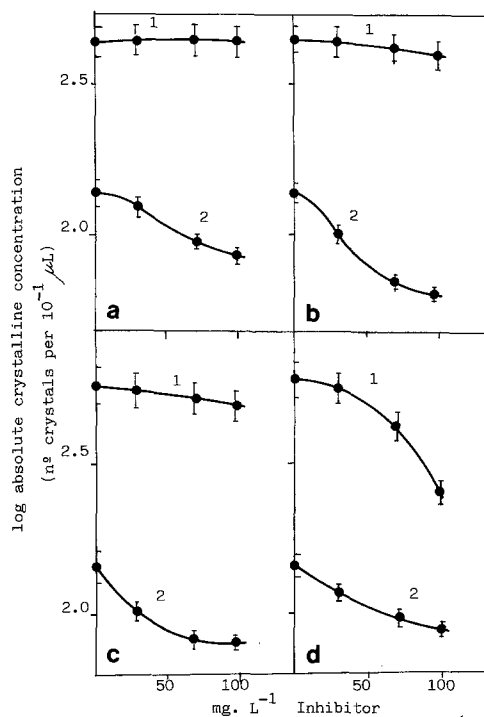 log absolute crystalline concentration
(nº crystals per 10⁻¹ µL)
1
1
2.5
2.0
2
2
a
b
1
1
2.5
2.0
2
2
c
d
50
100
50
100
mg. L⁻¹ Inhibitor